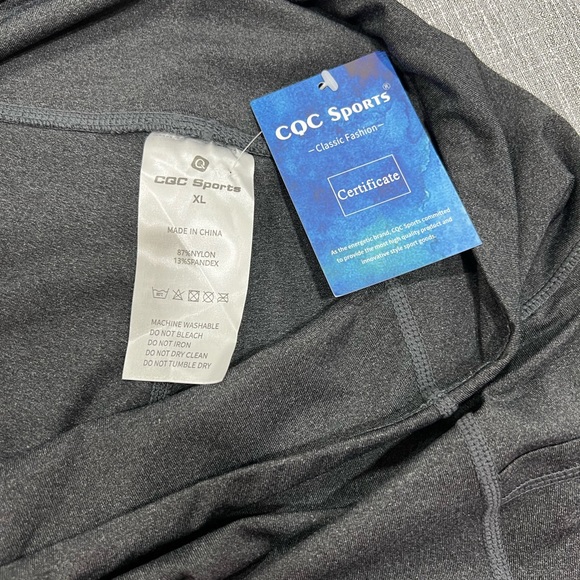 Q
CQC Sports
XL
MADE IN CHINA
87%NYLON
13%SPANDEX
MACHINE WASHABLE
DO NOT BLEACH
DO NOT IRON
DO NOT DRY CLEAN
DO NOT TUMBLE DRY
CQC SPORTS®
—Classic Fashion—
Certificate
As the energetic brand, CQC Sports committed
to provide the most high quality product and
innovative style sport goods.